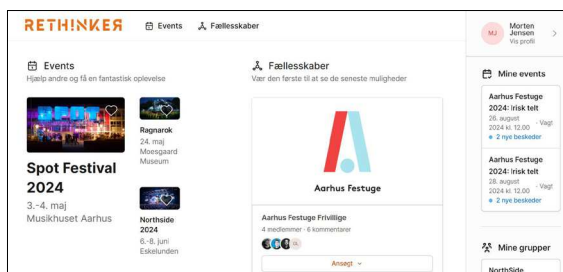 RETHINKER
Events
Fællesskaber
Events
Hjælp andre og få en fantastisk oplevelse
Spot Festival
2024
3.-4. maj
Musikhuset Aarhus
Ragnarok
24. maj
Moesgaard
Museum
Northside
2024
6.-8. juni
Eskelunden
Fællesskaber
Vær den første til at se de seneste muligheder
Aarhus Festuge
Aarhus Festuge Frivillige
4 medlemmer · 6 kommentarer
Ansøgt
MJ
Morten
Jensen
Vis profil
Mine events
Aarhus Festuge
2024: Irisk telt
26. august
2024 kl. 12.00 · Vagt
2 nye beskeder
Aarhus Festuge
2024: Irisk telt
26. august
2024 kl. 12.00 · Vagt
2 nye beskeder
Mine grupper
NorthSide